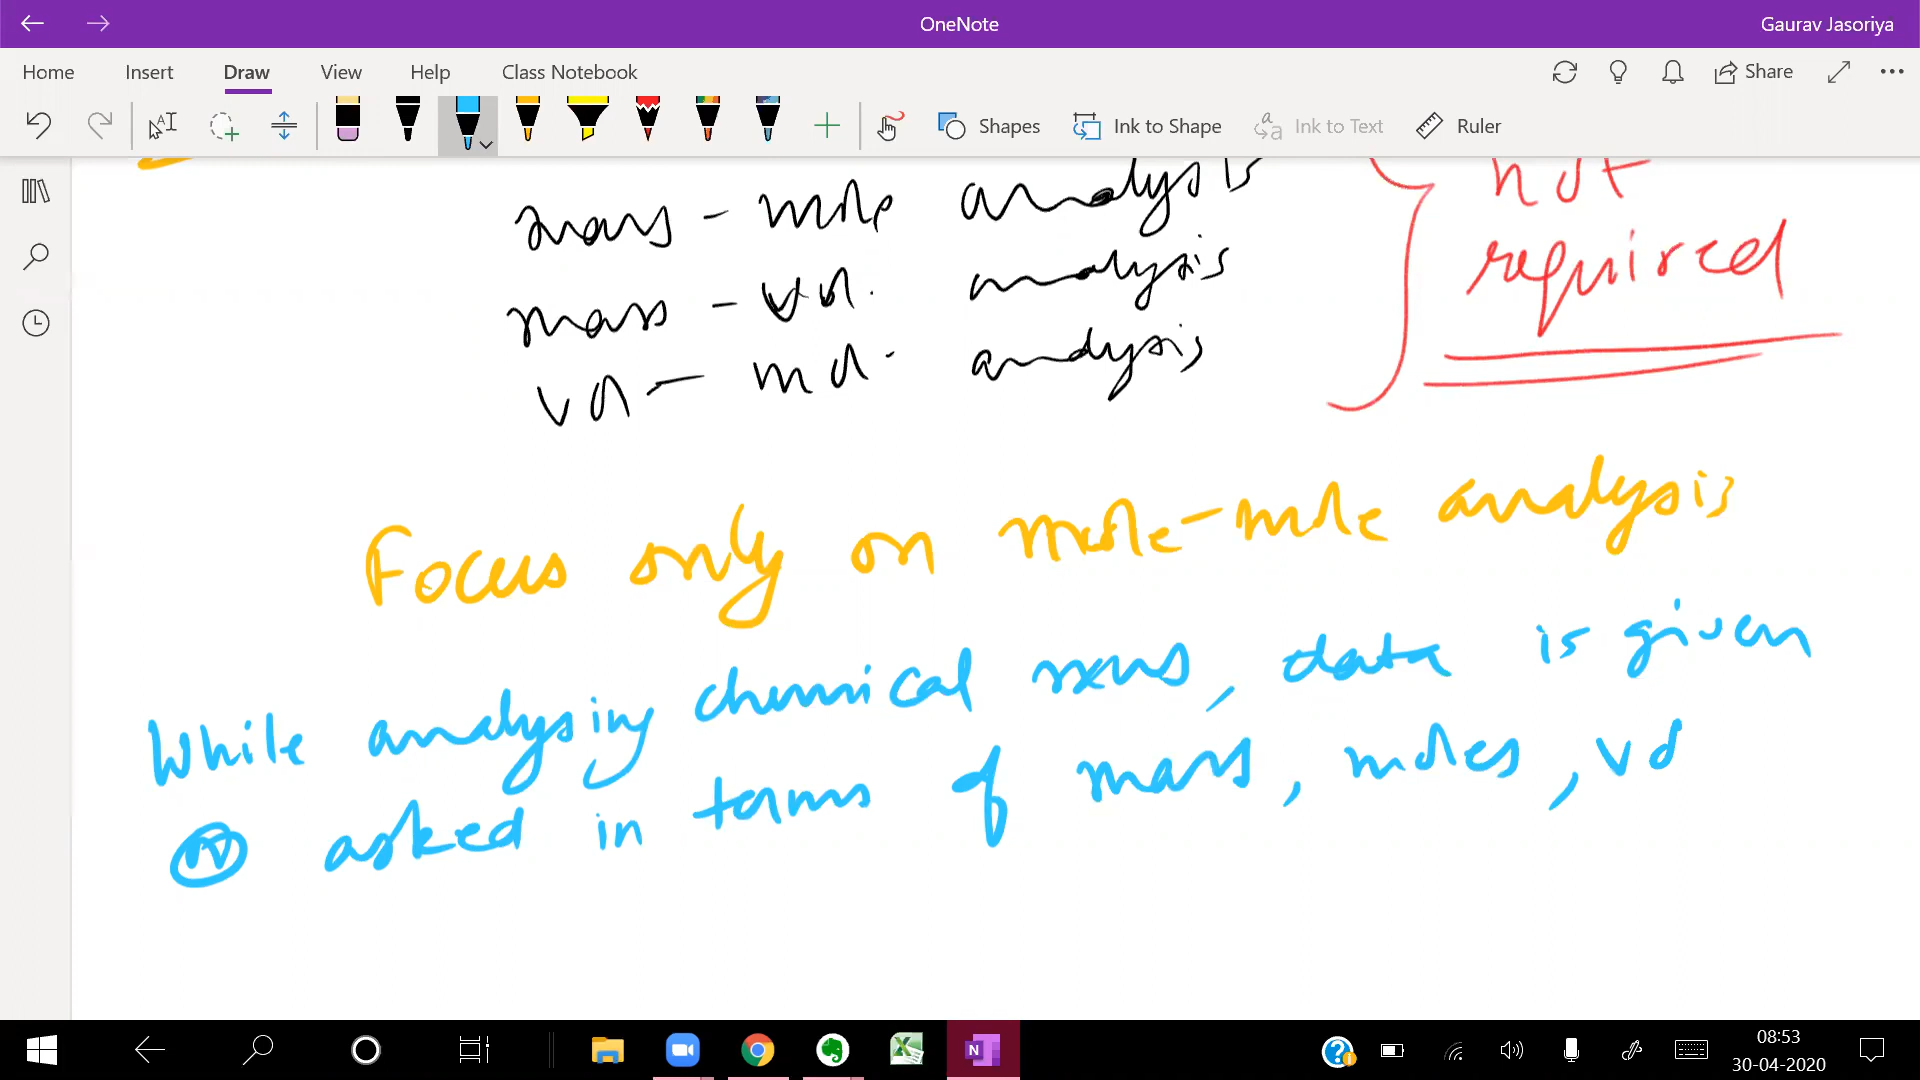 OneNote
Gaurav Jasoriya
Home Insert Draw View Help Class Notebook Share
Shapes Ink to Shape Ink to Text Ruler
mass - mole analysis
mass - vol. analysis
vol - mol. analysis
not
required
Focus only on mole-mole analysis
While analysing chemical rxns, data is given
or asked in terms of mass, moles, vol
08:53
30-04-2020